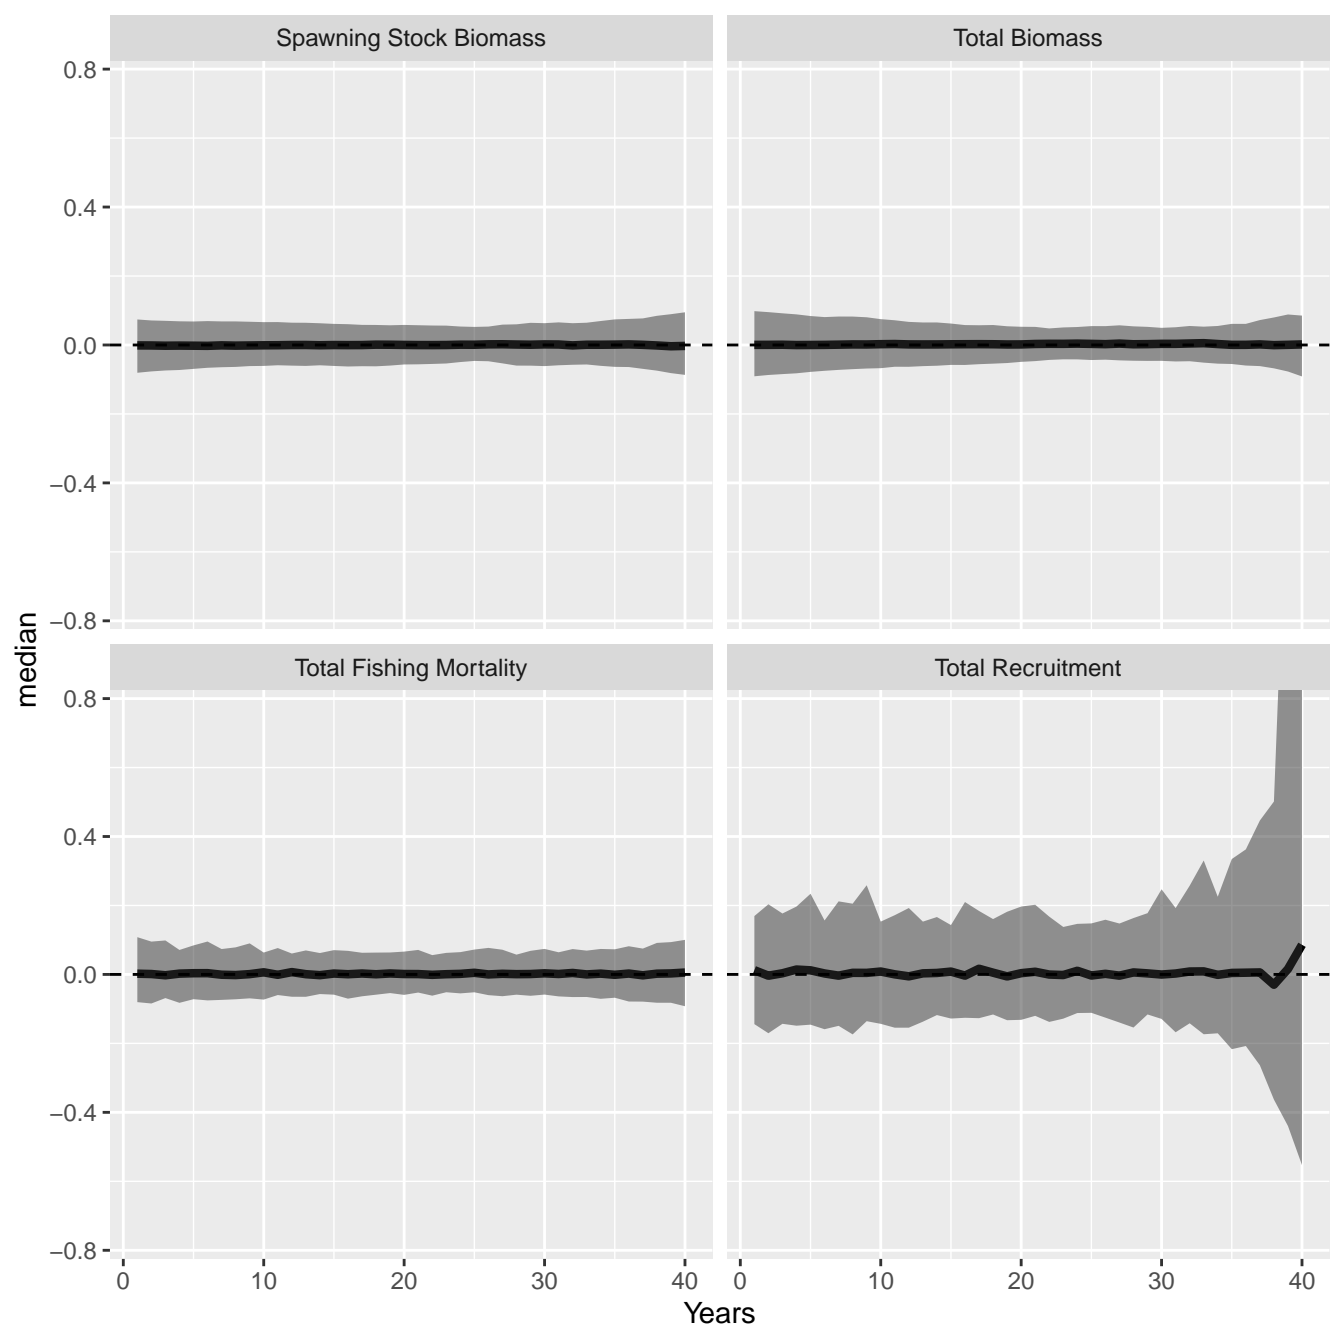 Spawning Stock Biomass
Total Biomass
0.8
0.4
0.0
−0.4
−0.8
median
Total Fishing Mortality
Total Recruitment
0.8
0.4
0.0
−0.4
−0.8
0 10 20 30 40
0 10 20 30 40
Years